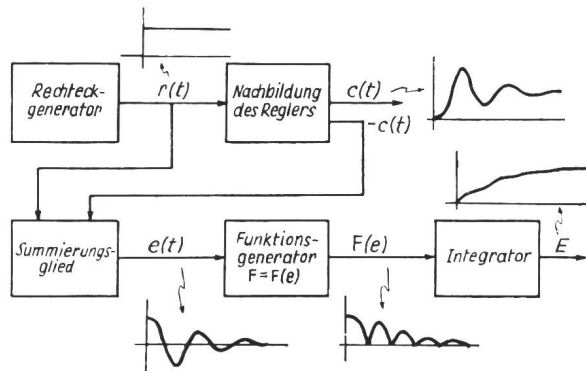 Rechteck-
generator
r(t)
Nachbildung
des Reglers
c(t)
-c(t)
Summierungs-
glied
e(t)
Funktions-
generator
F = F(e)
F(e)
Integrator
E